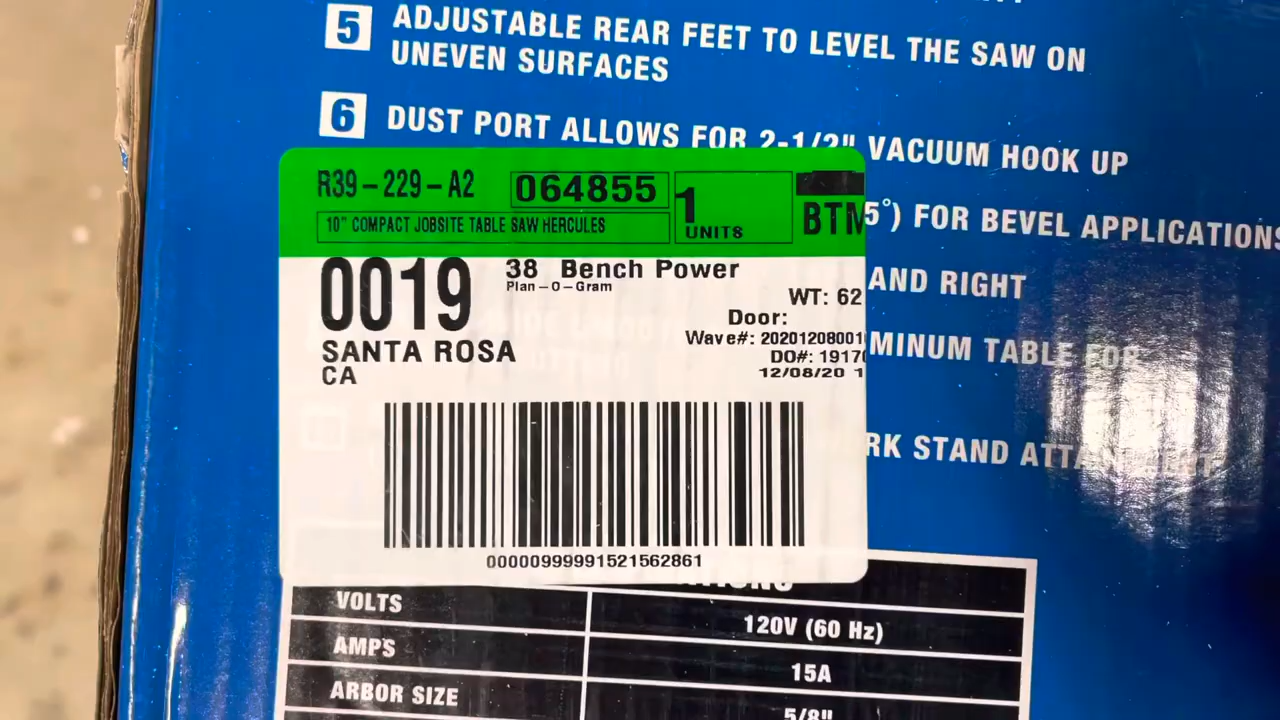 5 ADJUSTABLE REAR FEET TO LEVEL THE SAW ON
UNEVEN SURFACES
6 DUST PORT ALLOWS FOR 2-1/2" VACUUM HOOK UP
R39-229-A2 064855 1 UNITS BTM
10" COMPACT JOBSITE TABLE SAW HERCULES
5°) FOR BEVEL APPLICATIONS
0019 38 Bench Power
Plan-O-Gram
AND RIGHT
WT: 62
Door:
Wave#: 20201208001
SANTA ROSA
DO#: 1917
MINUM TABLE FOR
CA
12/08/20 1
RK STAND
00000999991521562861
VOLTS 120V (60 Hz)
AMPS 15A
ARBOR SIZE 5/8"